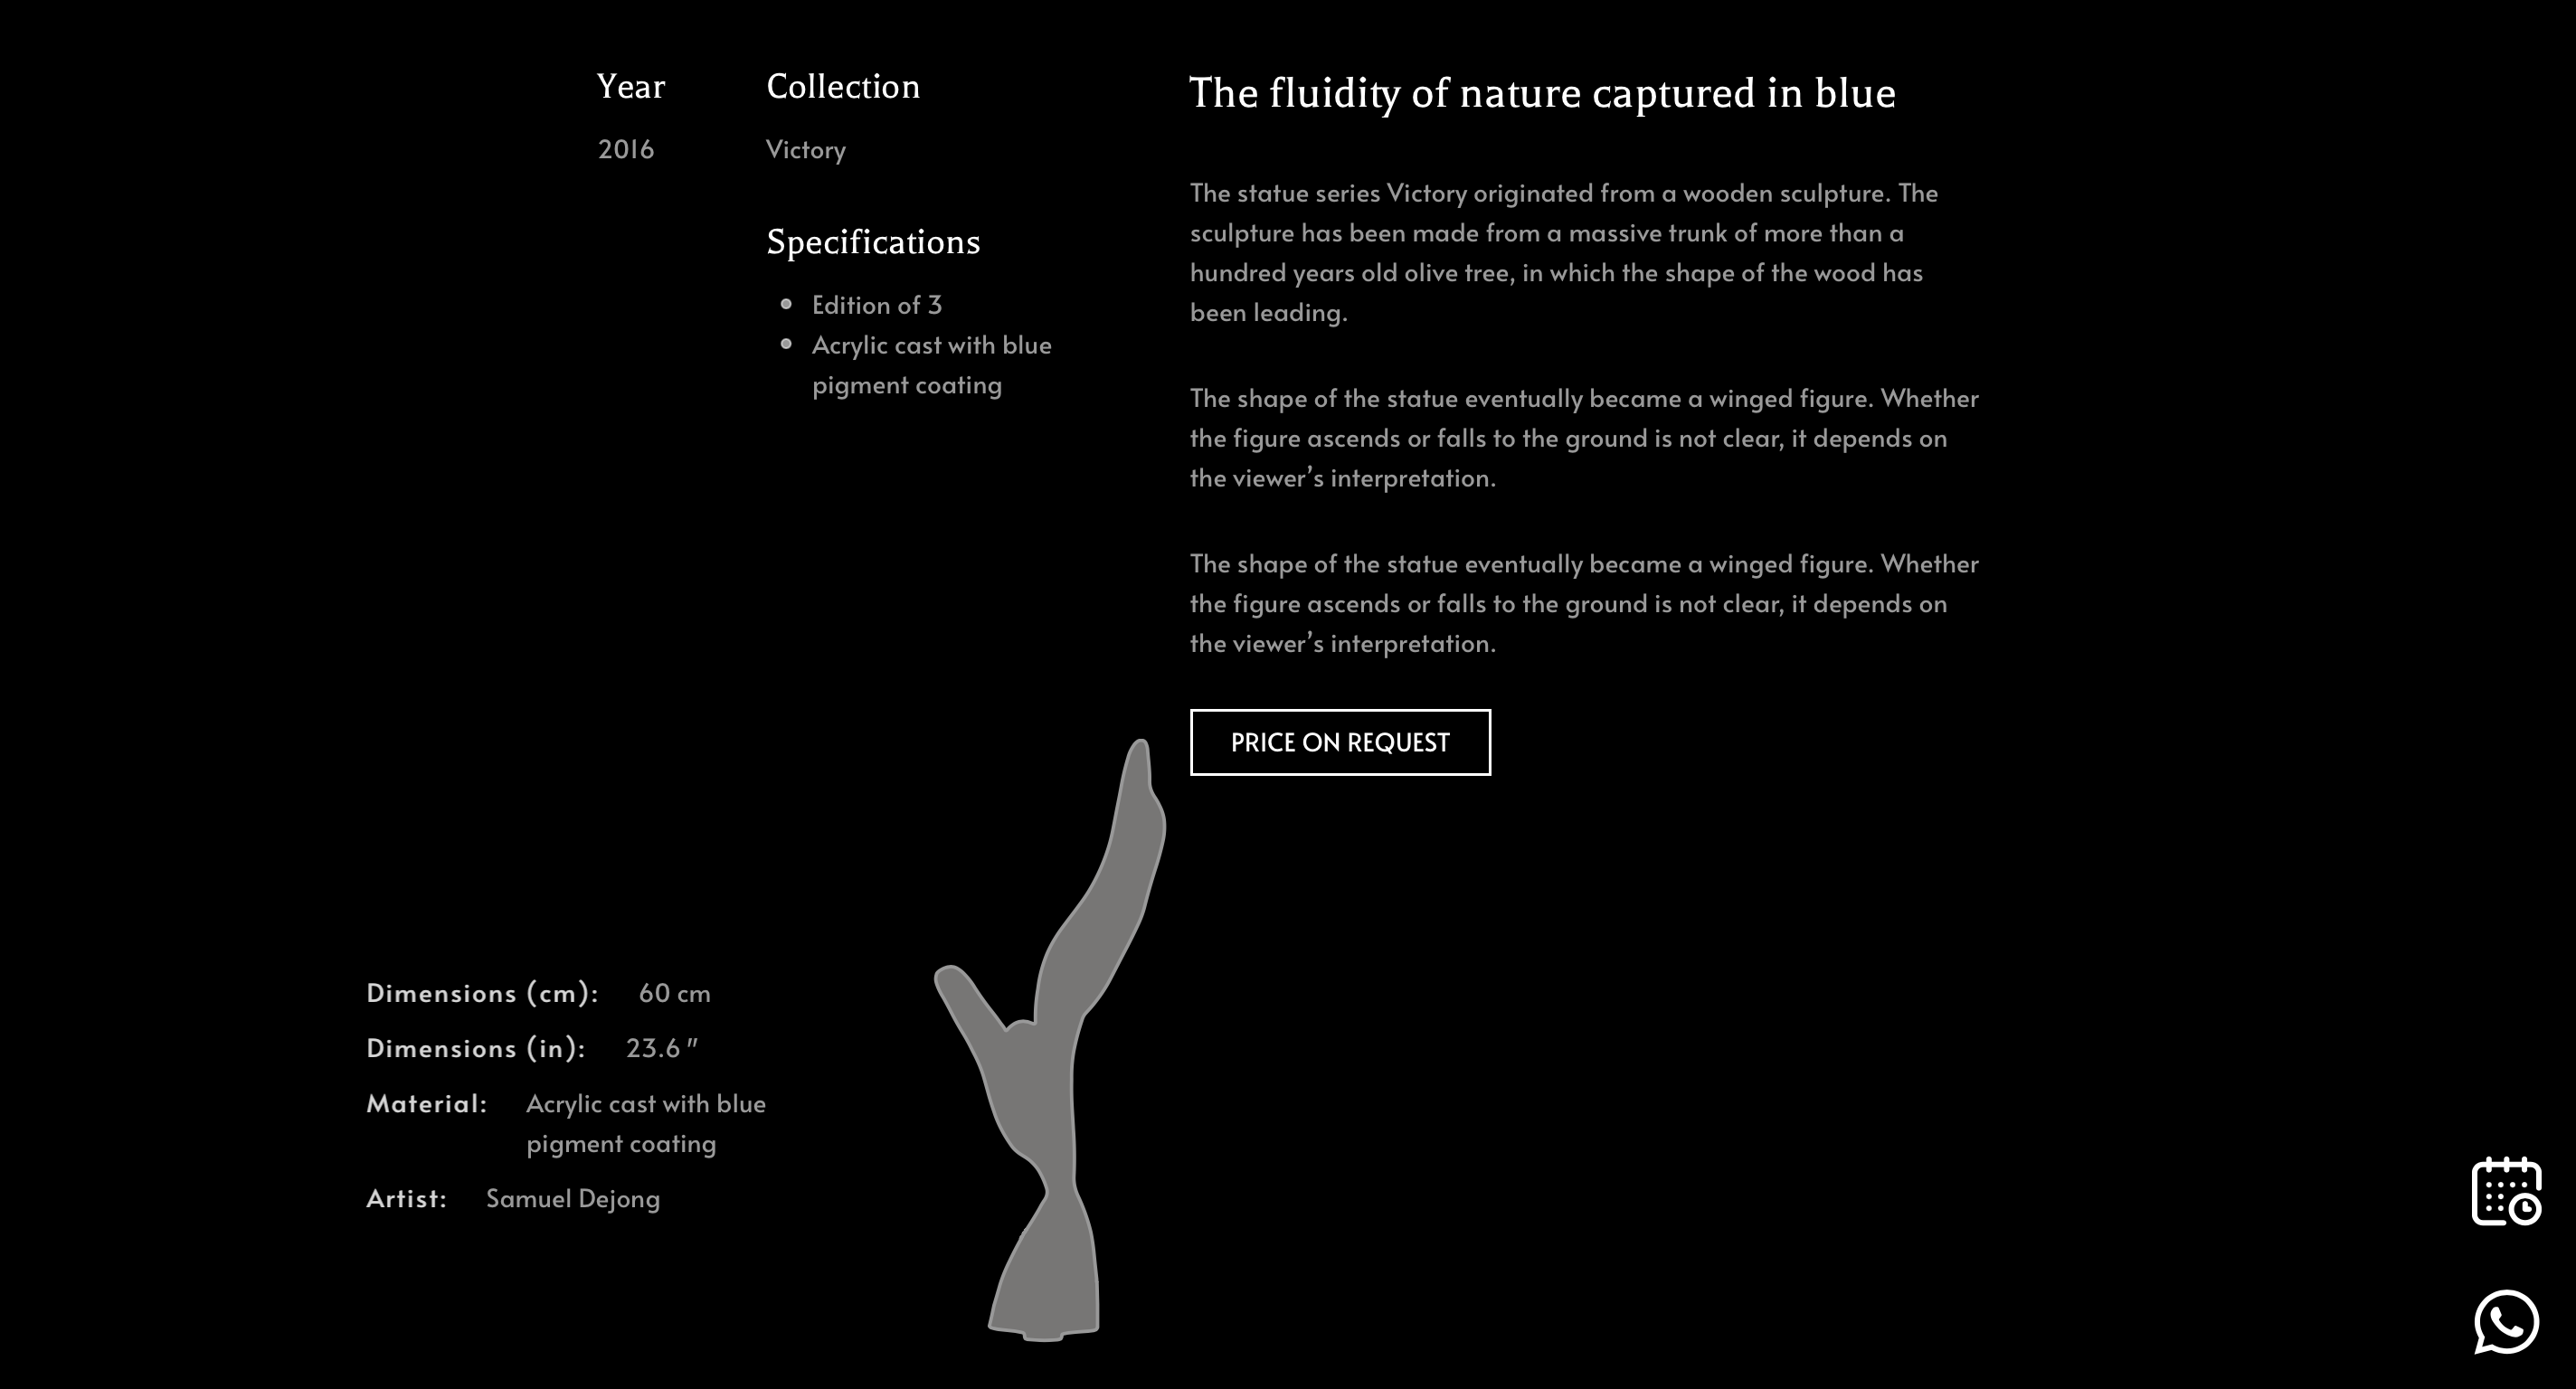 Year
2016
Collection
Victory
Specifications
Edition of 3
Acrylic cast with blue
pigment coating
The fluidity of nature captured in blue
The statue series Victory originated from a wooden sculpture. The
sculpture has been made from a massive trunk of more than a
hundred years old olive tree, in which the shape of the wood has
been leading.
The shape of the statue eventually became a winged figure. Whether
the figure ascends or falls to the ground is not clear, it depends on
the viewer’s interpretation.
The shape of the statue eventually became a winged figure. Whether
the figure ascends or falls to the ground is not clear, it depends on
the viewer’s interpretation.
PRICE ON REQUEST
Dimensions (cm): 60 cm
Dimensions (in): 23.6 ″
Material: Acrylic cast with blue
pigment coating
Artist: Samuel Dejong